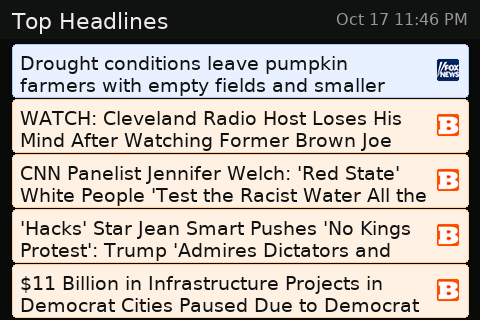 Top Headlines
Oct 17 11:46 PM
Drought conditions leave pumpkin
farmers with empty fields and smaller
FOX
NEWS
WATCH: Cleveland Radio Host Loses His
Mind After Watching Former Brown Joe
B
CNN Panelist Jennifer Welch: 'Red State'
White People 'Test the Racist Water All the
B
'Hacks' Star Jean Smart Pushes 'No Kings
Protest': Trump 'Admires Dictators and
B
$11 Billion in Infrastructure Projects in
Democrat Cities Paused Due to Democrat
B